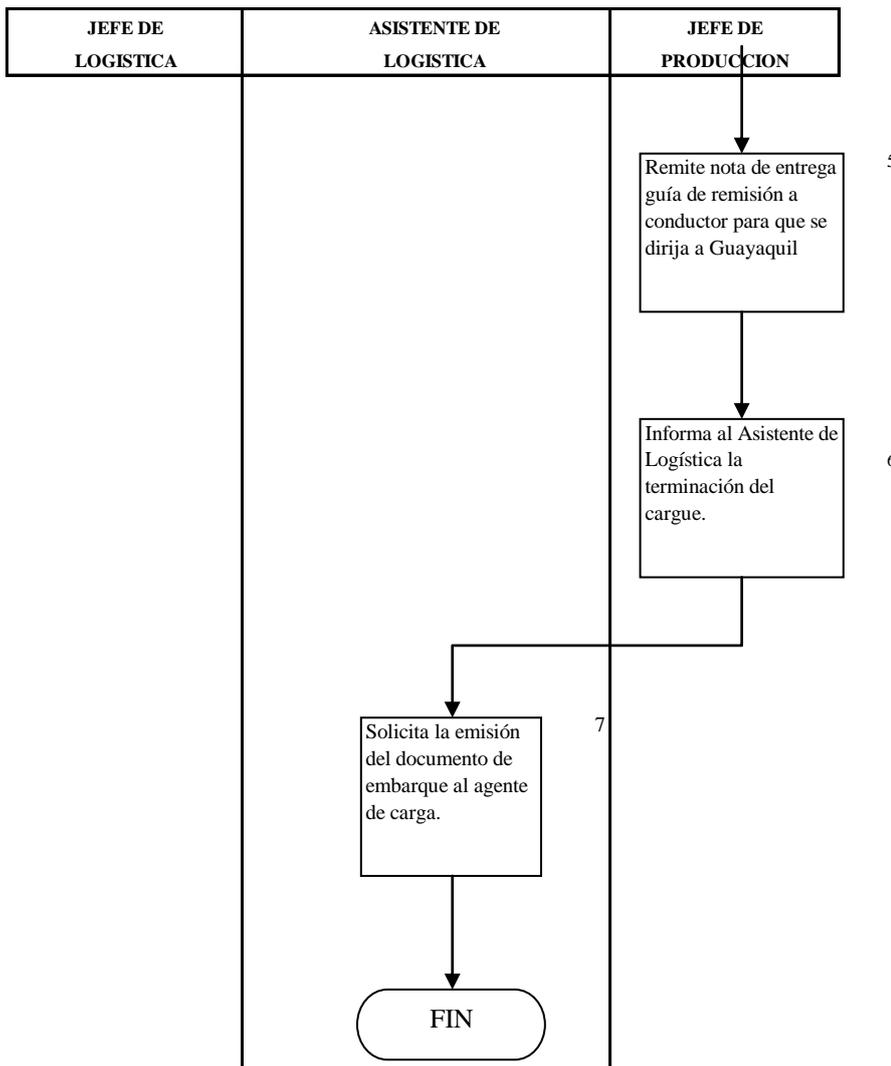 JEFE DE
LOGISTICA
ASISTENTE DE
LOGISTICA
JEFE DE
PRODUCCION
Remite nota de entrega
guía de remisión a
conductor para que se
dirija a Guayaquil
5
Informa al Asistente de
Logística la
terminación del
cargue.
6
Solicita la emisión
del documento de
embarque al agente
de carga.
7
FIN